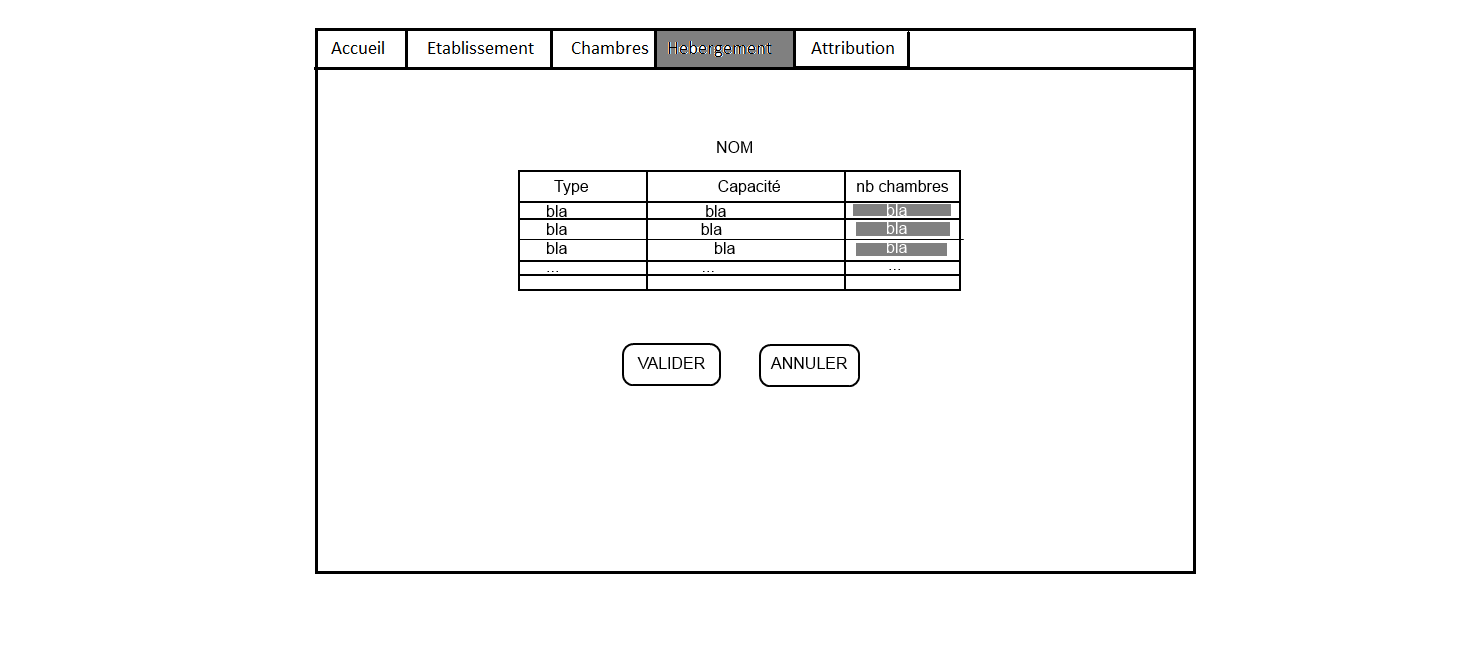 Accueil Etablissement Chambres Hebergement Attribution
NOM
Type Capacité nb chambres
bla bla bla
bla bla bla
bla bla bla
... ... ...
VALIDER ANNULER